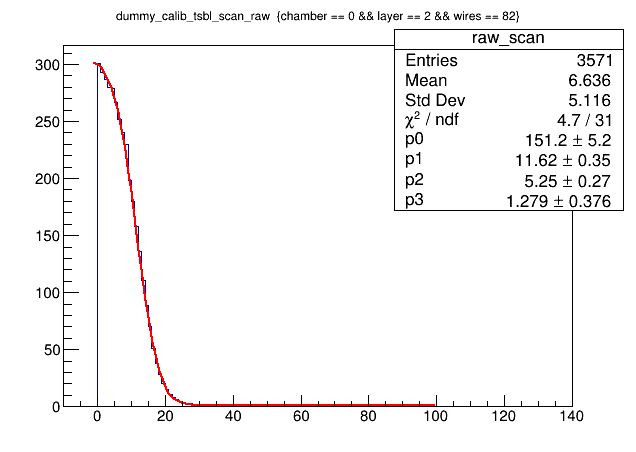 dummy_calib_tsbl_scan_raw {chamber == 0 && layer == 2 && wires == 82}
raw_scan
Entries 3571
Mean 6.636
Std Dev 5.116
χ² / ndf 4.7 / 31
p0 151.2 ± 5.2
p1 11.62 ± 0.35
p2 5.25 ± 0.27
p3 1.279 ± 0.376
300
250
200
150
100
50
0
0 20 40 60 80 100 120 140